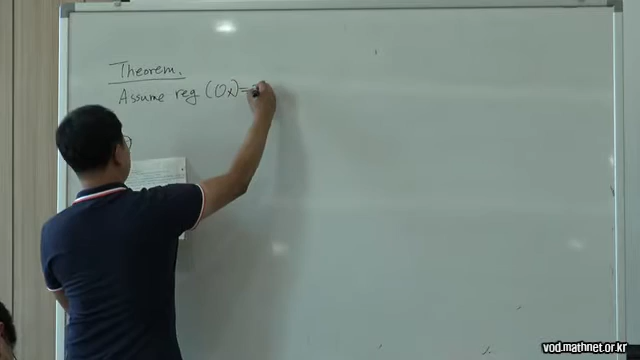 Theorem.
Assume reg (Ox)=
vod.mathnet.or.kr